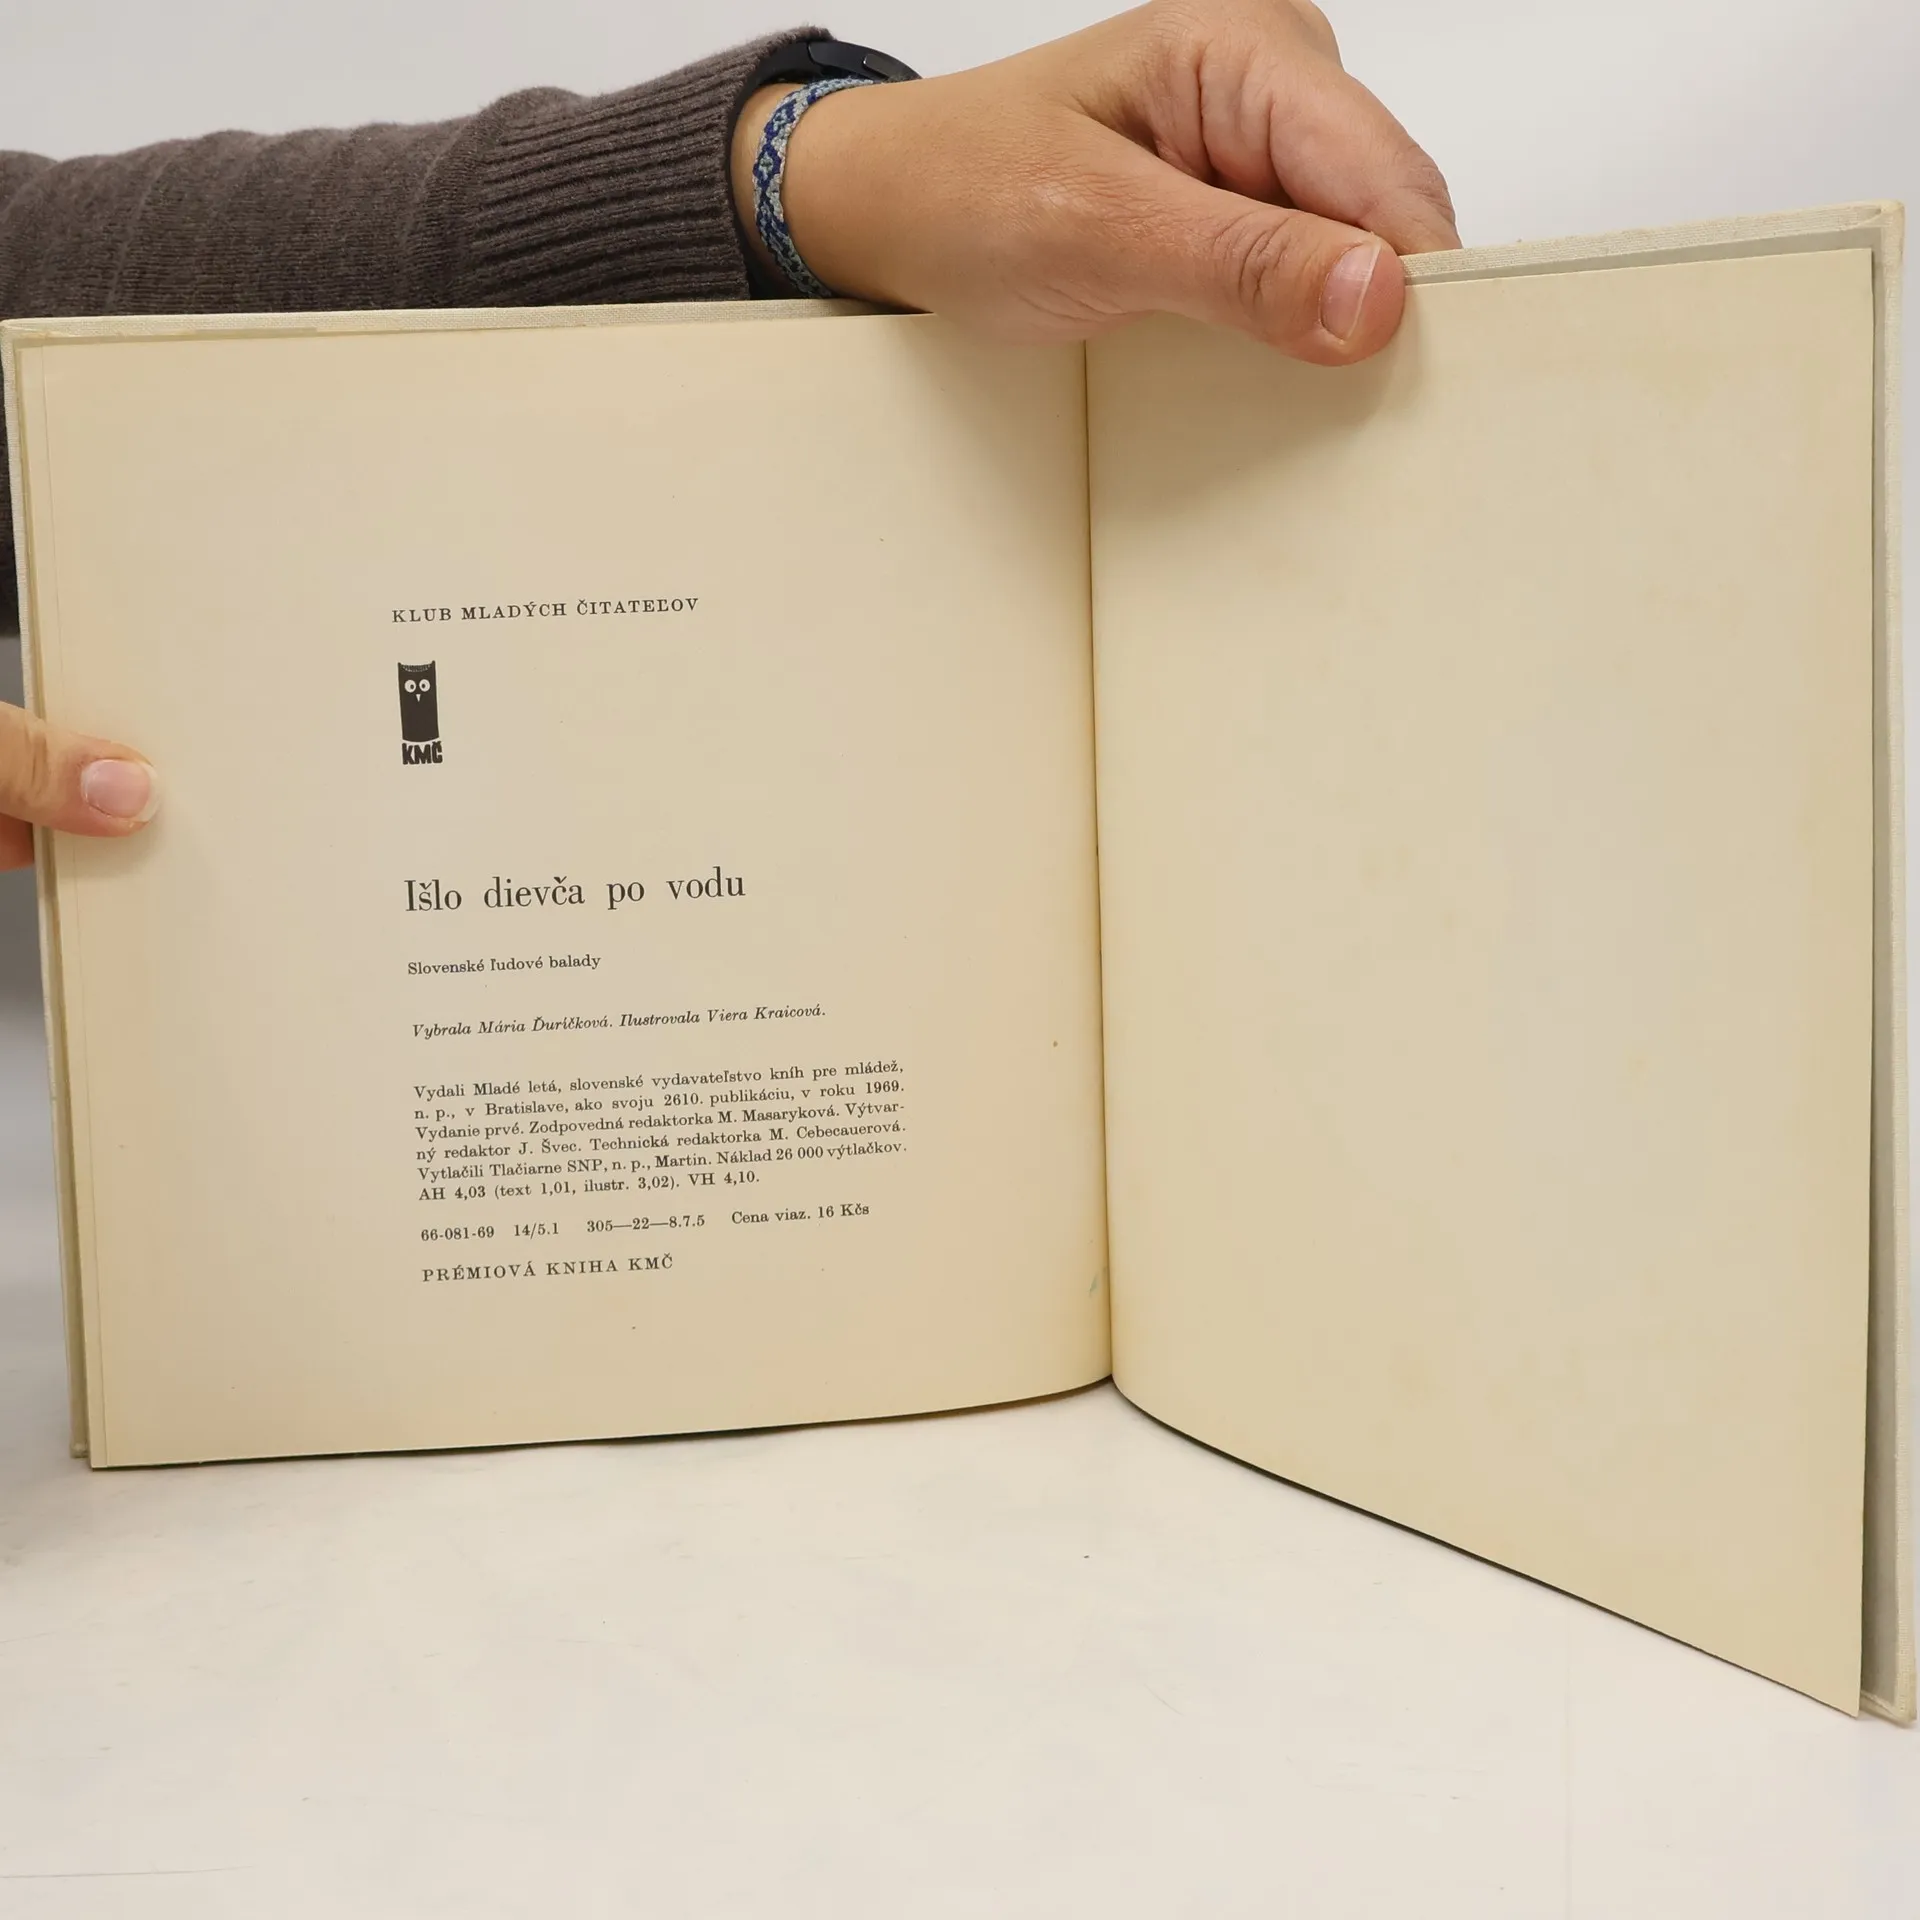 KLUB MLADÝCH ČITATEĽOV
KMČ
Išlo dievča po vodu
Slovenské ľudové balady
Vybrala Mária Ďuríčková. Ilustrovala Viera Kraicová.
Vydali Mladé letá, slovenské vydavateľstvo kníh pre mládež,
n. p., v Bratislave, ako svoju 2610. publikáciu, v roku 1969.
Vydanie prvé. Zodpovedná redaktorka M. Masaryková. Výtvar-
ný redaktor J. Švec. Technická redaktorka M. Cebecauerová.
Vytlačili Tlačiarne SNP, n. p., Martin. Náklad 26 000 výtlačkov.
AH 4,03 (text 1,01, ilustr. 3,02). VH 4,10.
66-081-69 14/5.1 305—22—8.7.5 Cena viaz. 16 Kčs
PRÉMIOVÁ KNIHA KMČ